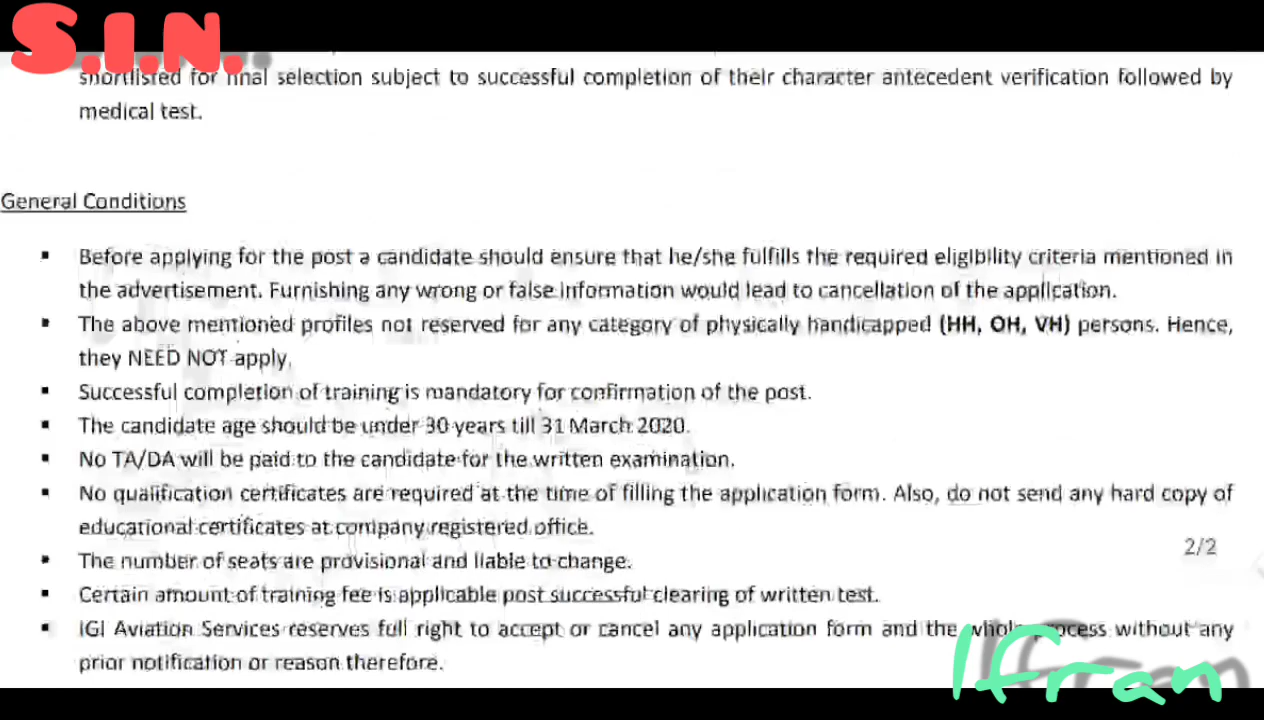 S.I.N.
shortlisted for final selection subject to successful completion of their character antecedent verification followed by
medical test.
General Conditions
▪ Before applying for the post a candidate should ensure that he/she fulfills the required eligibility criteria mentioned in
the advertisement. Furnishing any wrong or false information would lead to cancellation of the application.
▪ The above mentioned profiles not reserved for any category of physically handicapped (HH, OH, VH) persons. Hence,
they NEED NOT apply.
▪ Successful completion of training is mandatory for confirmation of the post.
▪ The candidate age should be under 30 years till 31 March 2020.
▪ No TA/DA will be paid to the candidate for the written examination.
▪ No qualification certificates are required at the time of filling the application form. Also, do not send any hard copy of
educational certificates at company registered office.
2/2
▪ The number of seats are provisional and liable to change.
▪ Certain amount of training fee is applicable post successful clearing of written test.
▪ IGI Aviation Services reserves full right to accept or cancel any application form and the whole process without any
prior notification or reason therefore.
Ifran